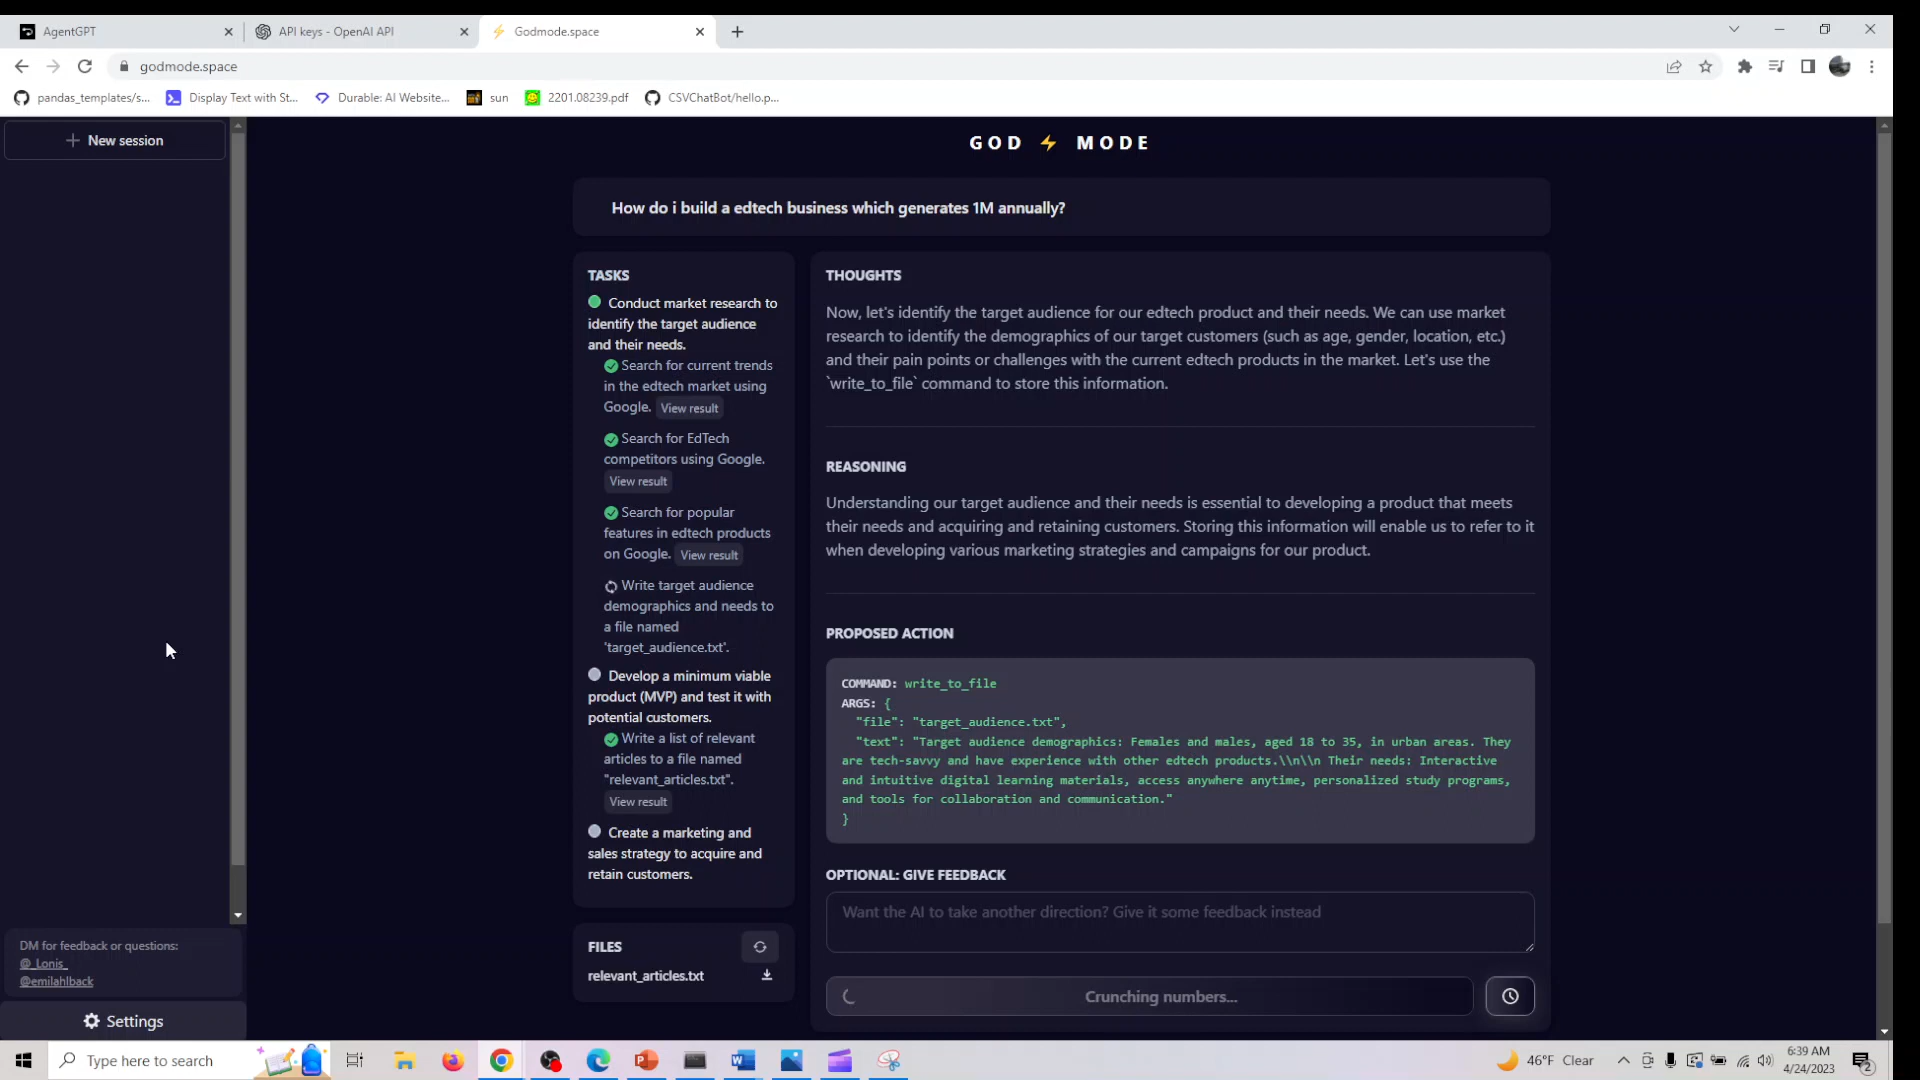 AgentGPT
API keys - OpenAI API
Godmode.space
godmode.space
pandas_templates/s...
Display Text with St...
Durable: AI Website...
sun
2201.08239.pdf
CSVChatBot/hello.p...
New session
GOD ⚡ MODE
How do i build a edtech business which generates 1M annually?
TASKS
Conduct market research to
identify the target audience
and their needs.
Search for current trends
in the edtech market using
Google. View result
Search for EdTech
competitors using Google.
View result
Search for popular
features in edtech products
on Google. View result
Write target audience
demographics and needs to
a file named
'target_audience.txt'.
Develop a minimum viable
product (MVP) and test it with
potential customers.
Write a list of relevant
articles to a file named
"relevant_articles.txt".
View result
Create a marketing and
sales strategy to acquire and
retain customers.
FILES
relevant_articles.txt
THOUGHTS
Now, let's identify the target audience for our edtech product and their needs. We can use market
research to identify the demographics of our target customers (such as age, gender, location, etc.)
and their pain points or challenges with the current edtech products in the market. Let's use the
`write_to_file` command to store this information.
REASONING
Understanding our target audience and their needs is essential to developing a product that meets
their needs and acquiring and retaining customers. Storing this information will enable us to refer to it
when developing various marketing strategies and campaigns for our product.
PROPOSED ACTION
COMMAND: write_to_file
ARGS: {
"file": "target_audience.txt",
"text": "Target audience demographics: Females and males, aged 18 to 35, in urban areas. They
are tech-savvy and have experience with other edtech products.\\n\\n Their needs: Interactive
and intuitive digital learning materials, access anywhere anytime, personalized study programs,
and tools for collaboration and communication."
}
OPTIONAL: GIVE FEEDBACK
Want the AI to take another direction? Give it some feedback instead
Crunching numbers...
DM for feedback or questions:
@_Lonis_
@emilahlback
Settings
Type here to search
46°F Clear
6:39 AM
4/24/2023
2